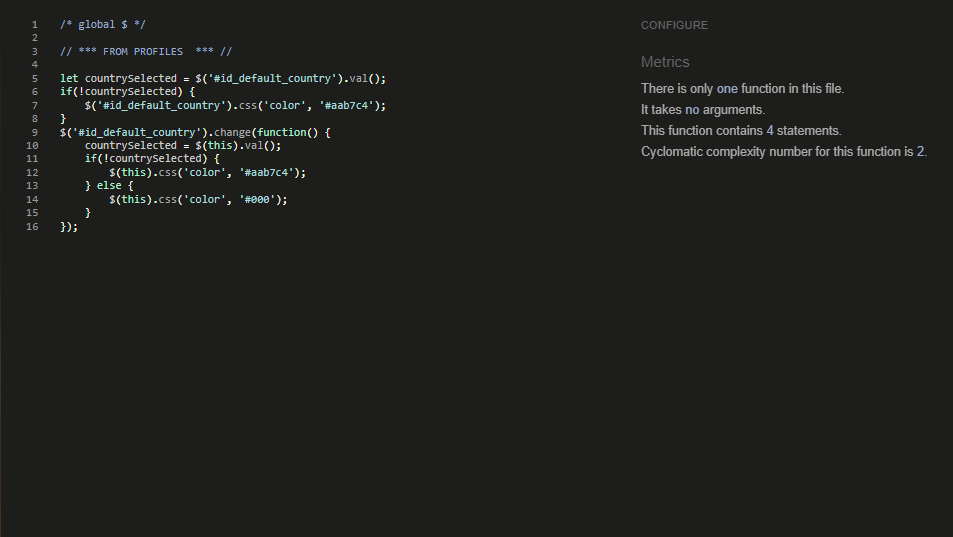 1 /* global $ */
2
3 // *** FROM PROFILES  *** //
4
5 let countrySelected = $('#id_default_country').val();
6 if(!countrySelected) {
7     $('#id_default_country').css('color', '#aab7c4');
8 }
9 $('#id_default_country').change(function() {
10     countrySelected = $(this).val();
11     if(!countrySelected) {
12         $(this).css('color', '#aab7c4');
13     } else {
14         $(this).css('color', '#000');
15     }
16 });
CONFIGURE
Metrics
There is only one function in this file.
It takes no arguments.
This function contains 4 statements.
Cyclomatic complexity number for this function is 2.